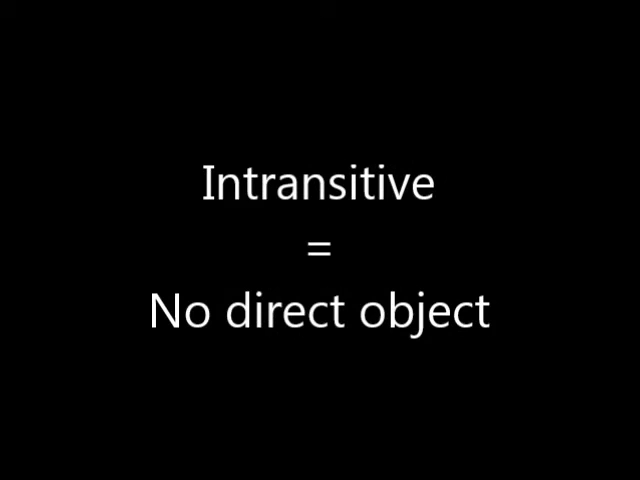 Intransitive
=
No direct object